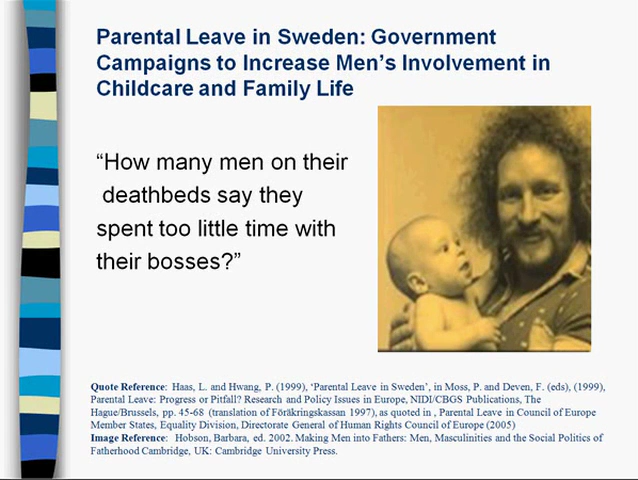 Parental Leave in Sweden: Government
Campaigns to Increase Men’s Involvement in
Childcare and Family Life
“How many men on their
deathbeds say they
spent too little time with
their bosses?”
Quote Reference: Haas, L. and Hwang, P. (1999), ‘Parental Leave in Sweden’, in Moss, P. and Deven, F. (eds), (1999),
Parental Leave: Progress or Pitfall? Research and Policy Issues in Europe, NIDI/CBGS Publications, The
Hague/Brussels, pp. 45-68 (translation of Föräkringskassan 1997), as quoted in , Parental Leave in Council of Europe
Member States, Equality Division, Directorate General of Human Rights Council of Europe (2005)
Image Reference: Hobson, Barbara, ed. 2002. Making Men into Fathers: Men, Masculinities and the Social Politics of
Fatherhood Cambridge, UK: Cambridge University Press.